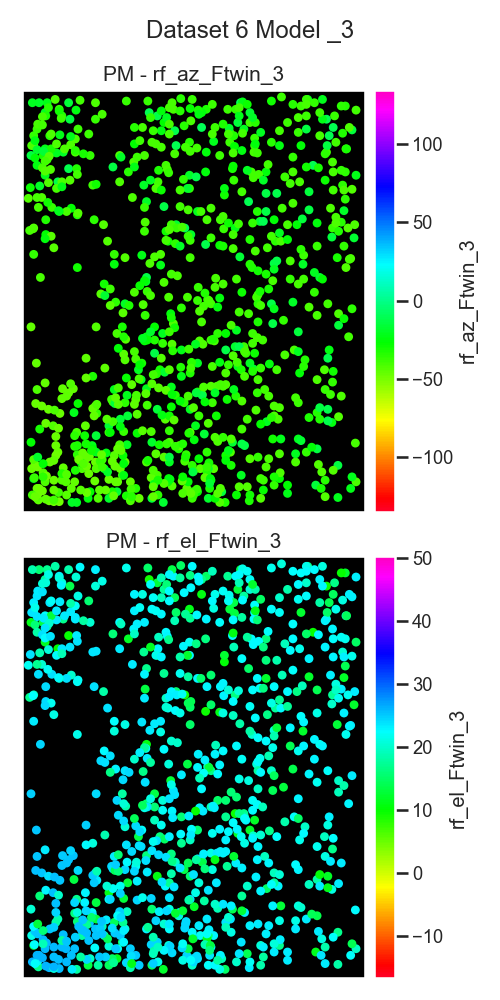 Dataset 6 Model _3
PM - rf_az_Ftwin_3
100
50
0
−50
−100
rf_az_Ftwin_3
PM - rf_el_Ftwin_3
50
40
30
20
10
0
−10
rf_el_Ftwin_3